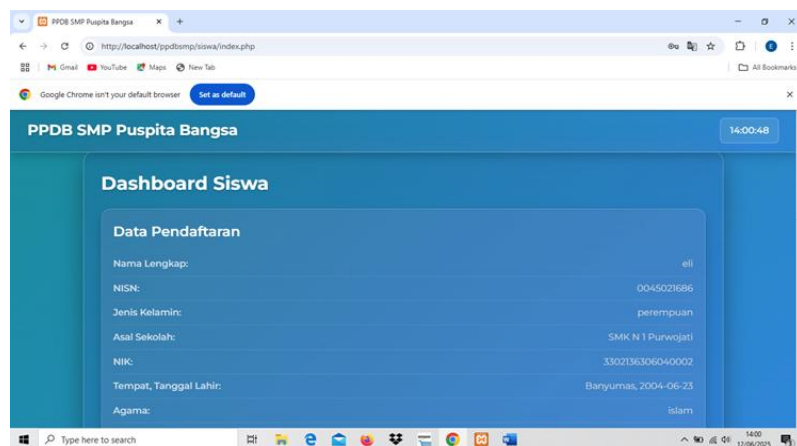 PPDB SMP Puspita Bangsa
http://localhost/ppdbsmp/siswa/index.php
Gmail YouTube Maps New Tab All Bookmarks
Google Chrome isn't your default browser Set as default
PPDB SMP Puspita Bangsa 14:00:48
Dashboard Siswa
Data Pendaftaran
Nama Lengkap: eli
NISN: 0045021686
Jenis Kelamin: perempuan
Asal Sekolah: SMK N 1 Purwojati
NIK: 3302136306040002
Tempat, Tanggal Lahir: Banyumas, 2004-06-23
Agama: islam
Type here to search 14:00
12/06/2025